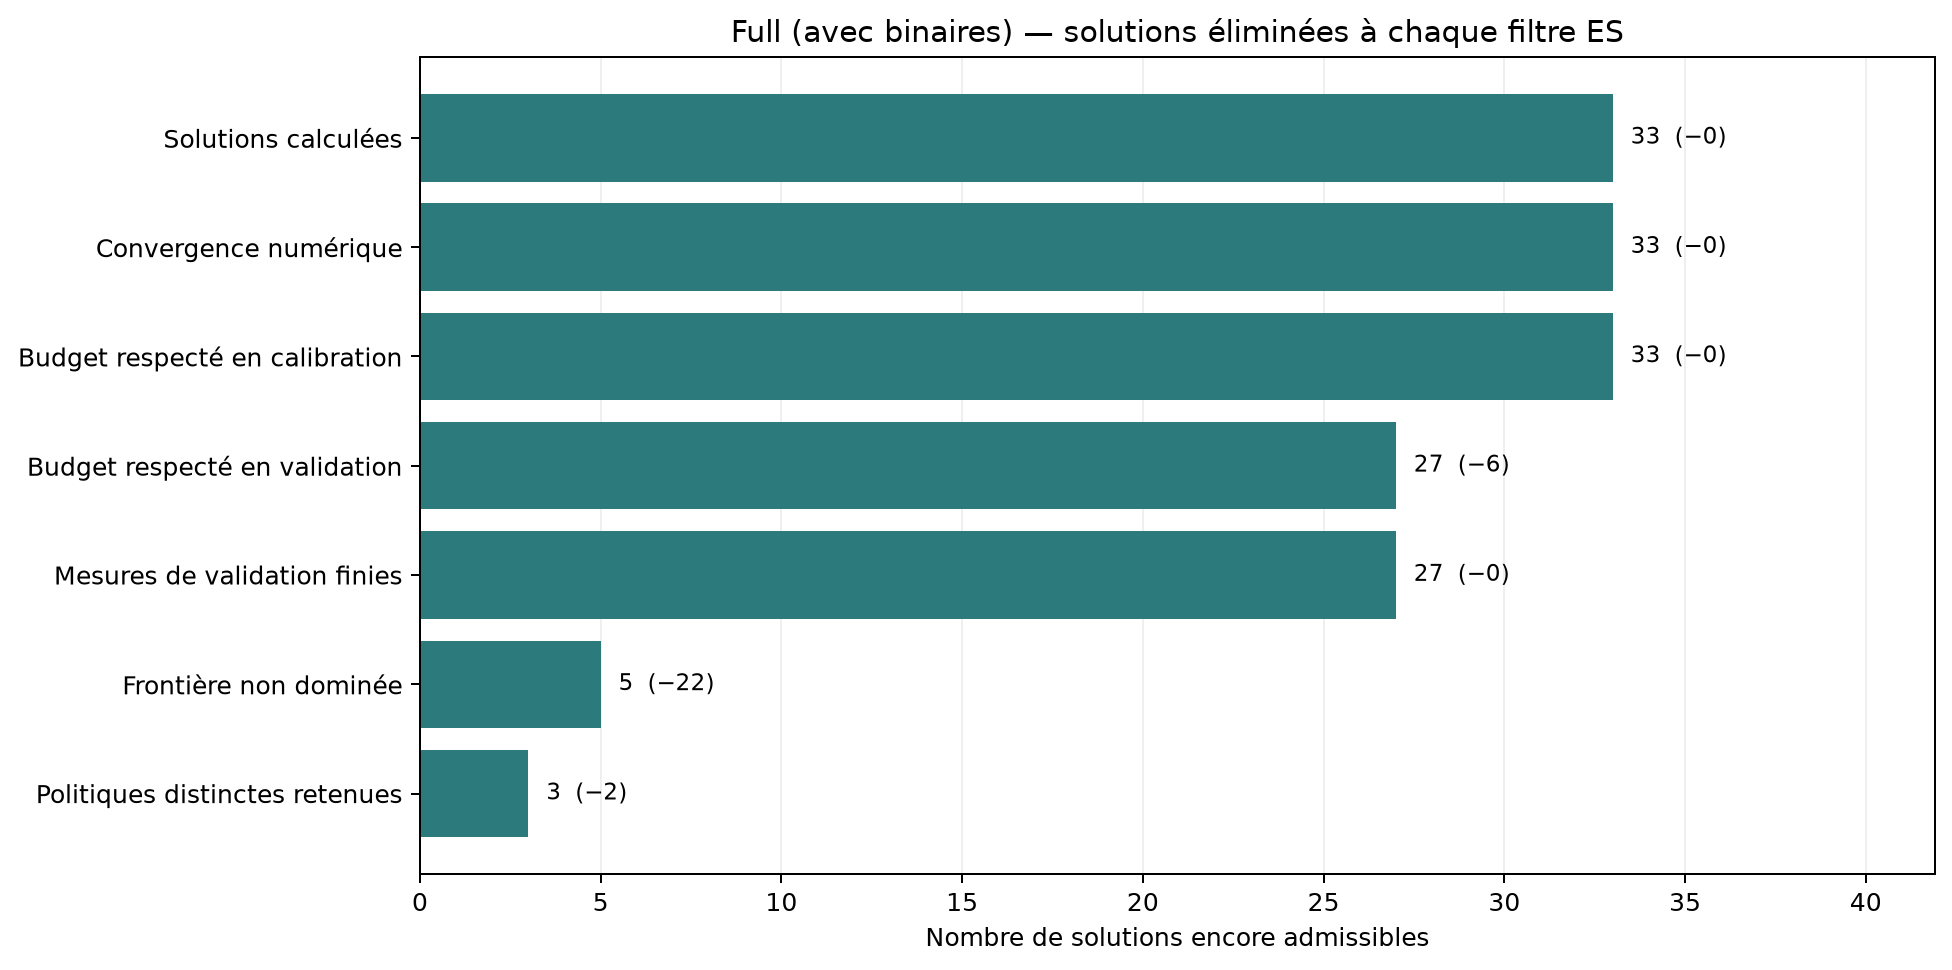 Full (avec binaires) — solutions éliminées à chaque filtre ES
Solutions calculées
33 (−0)
Convergence numérique
33 (−0)
Budget respecté en calibration
33 (−0)
Budget respecté en validation
27 (−6)
Mesures de validation finies
27 (−0)
Frontière non dominée
5 (−22)
Politiques distinctes retenues
3 (−2)
0 5 10 15 20 25 30 35 40
Nombre de solutions encore admissibles